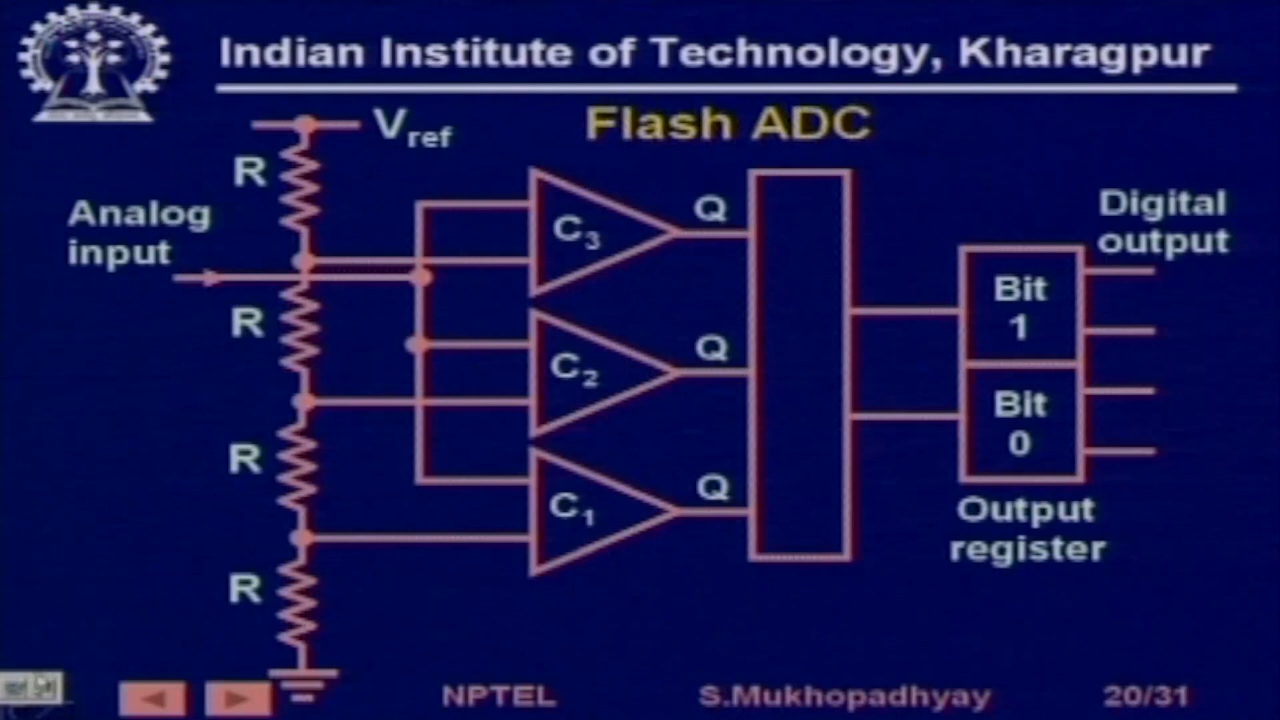 Indian Institute of Technology, Kharagpur
Flash ADC
Vref
R
Analog
input
R
R
R
C3
C2
C1
Q
Q
Q
Bit
1
Bit
0
Digital
output
Output
register
NPTEL
S.Mukhopadhyay
20/31